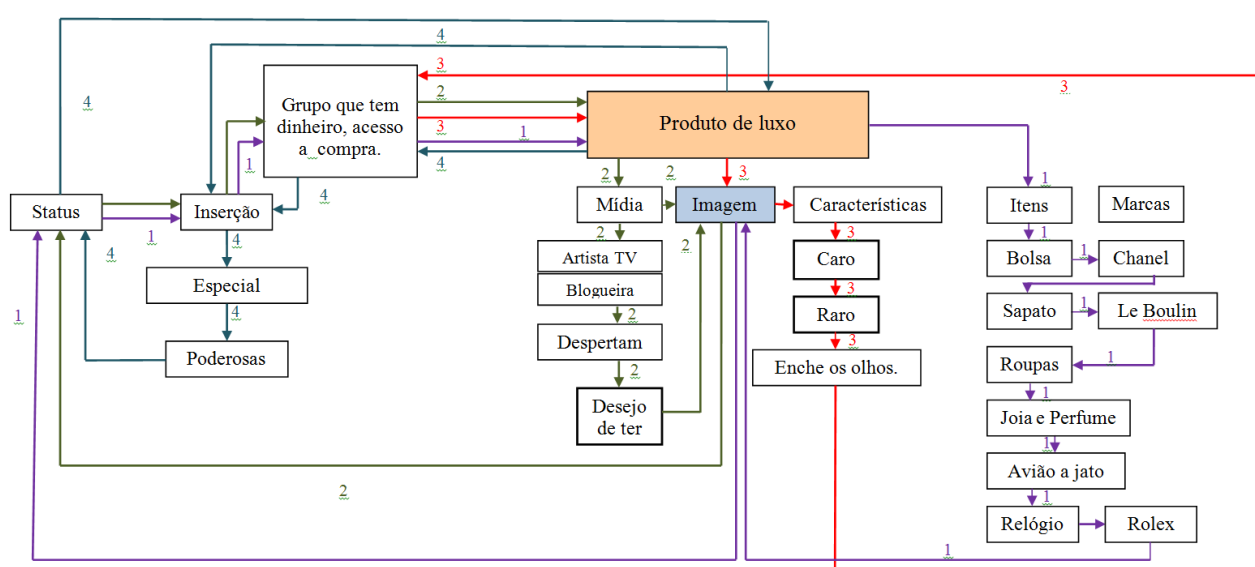 4
4
3
Grupo que tem
dinheiro, acesso
a compra.
2
3
1
4
Produto de luxo
3
4
1
4
2
2
3
1
Status
1
Inserção
Mídia
Imagem
Características
Itens
Marcas
4
4
2
2
3
1
Artista TV
Caro
Bolsa
1
Chanel
Especial
Blogueira
3
4
2
Raro
Sapato
1
Le Boulin
1
Despertam
3
Poderosas
2
Enche os olhos.
Roupas
1
1
Desejo
de ter
Joia e Perfume
1
Avião a jato
2
1
Relógio
Rolex
1